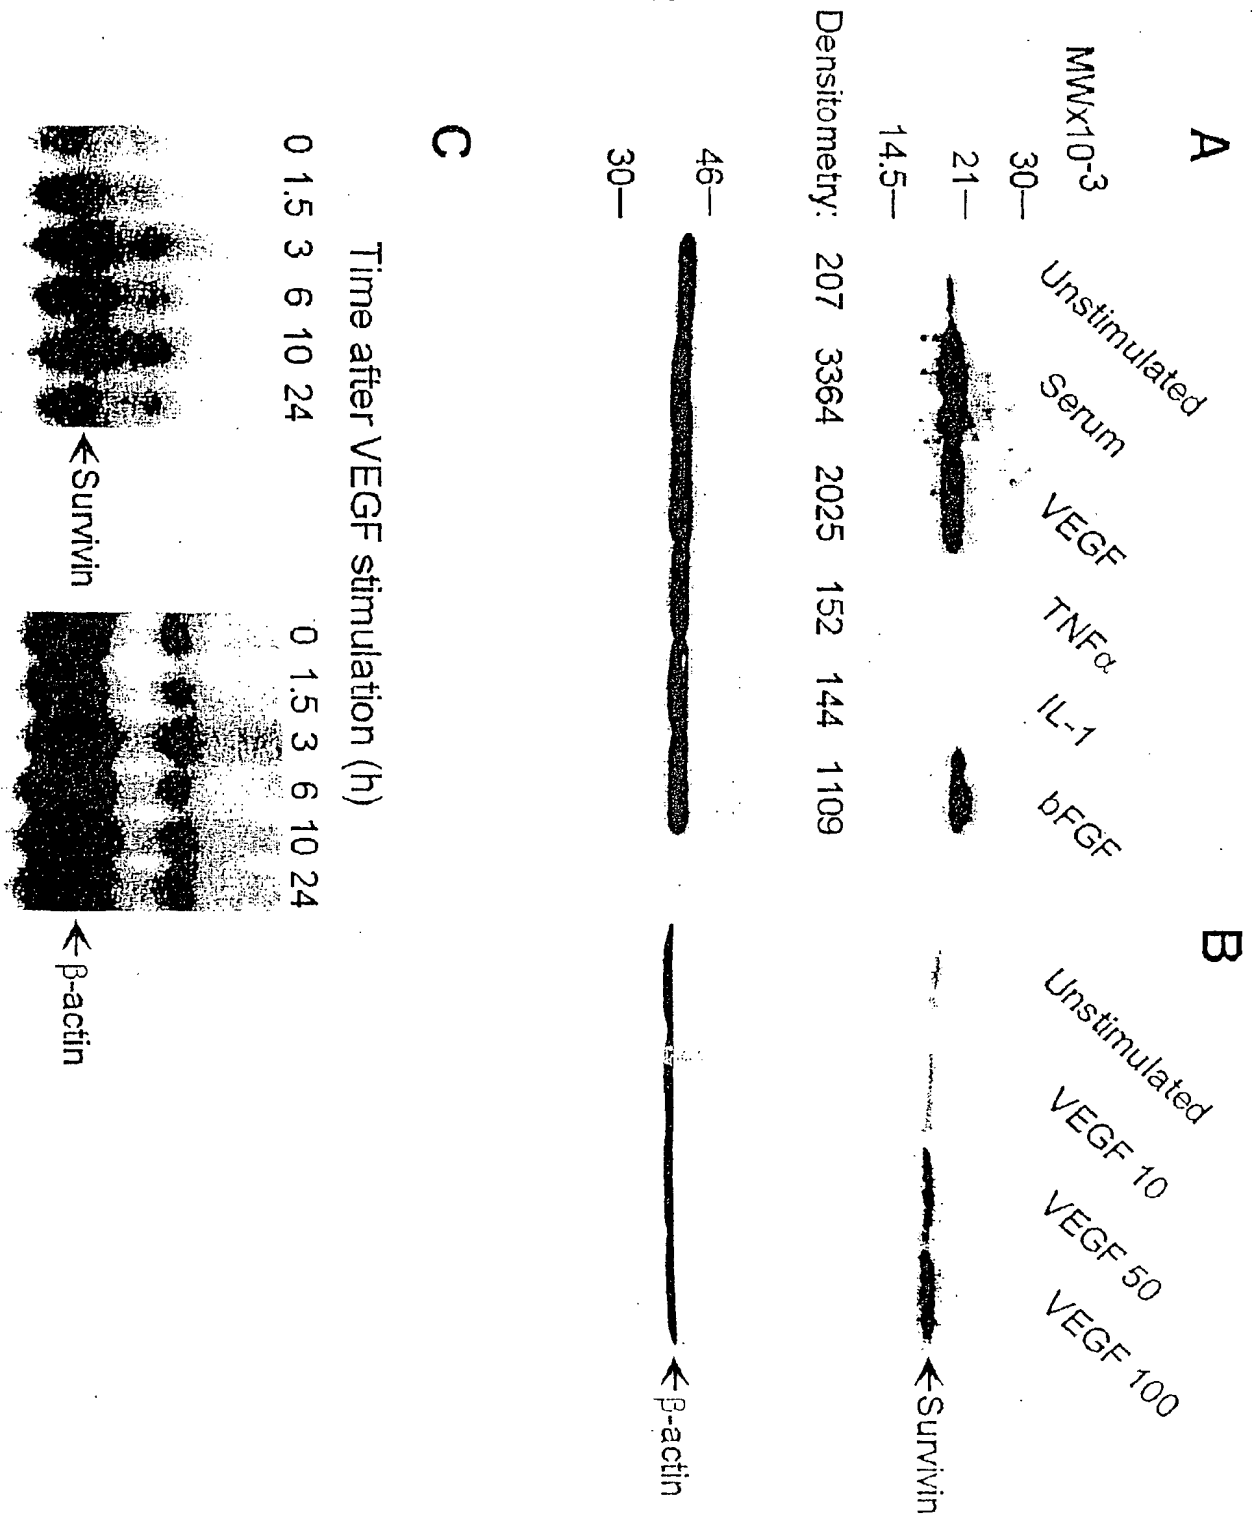 A
MWx10-3
Unstimulated
Serum
VEGF
TNFα
IL-1
bFGF
30—
21—
14.5—
Densitometry: 207 3364 2025 152 144 1109
46—
30—
B
Unstimulated
VEGF 10
VEGF 50
VEGF 100
←Survivin
←β-actin
C
Time after VEGF stimulation (h)
0 1.5 3 6 10 24
0 1.5 3 6 10 24
←Survivin
←β-actin